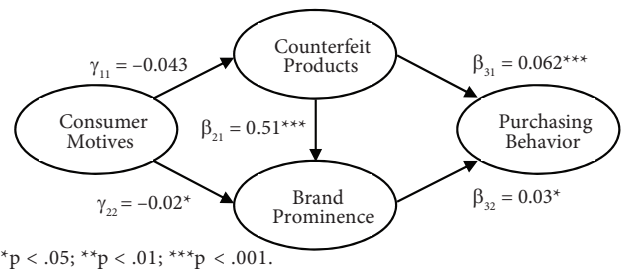 Counterfeit
Products
γ11 = –0.043
β31 = 0.062***
Consumer
Motives
β21 = 0.51***
Purchasing
Behavior
γ22 = –0.02*
Brand
Prominence
β32 = 0.03*
*p < .05; **p < .01; ***p < .001.